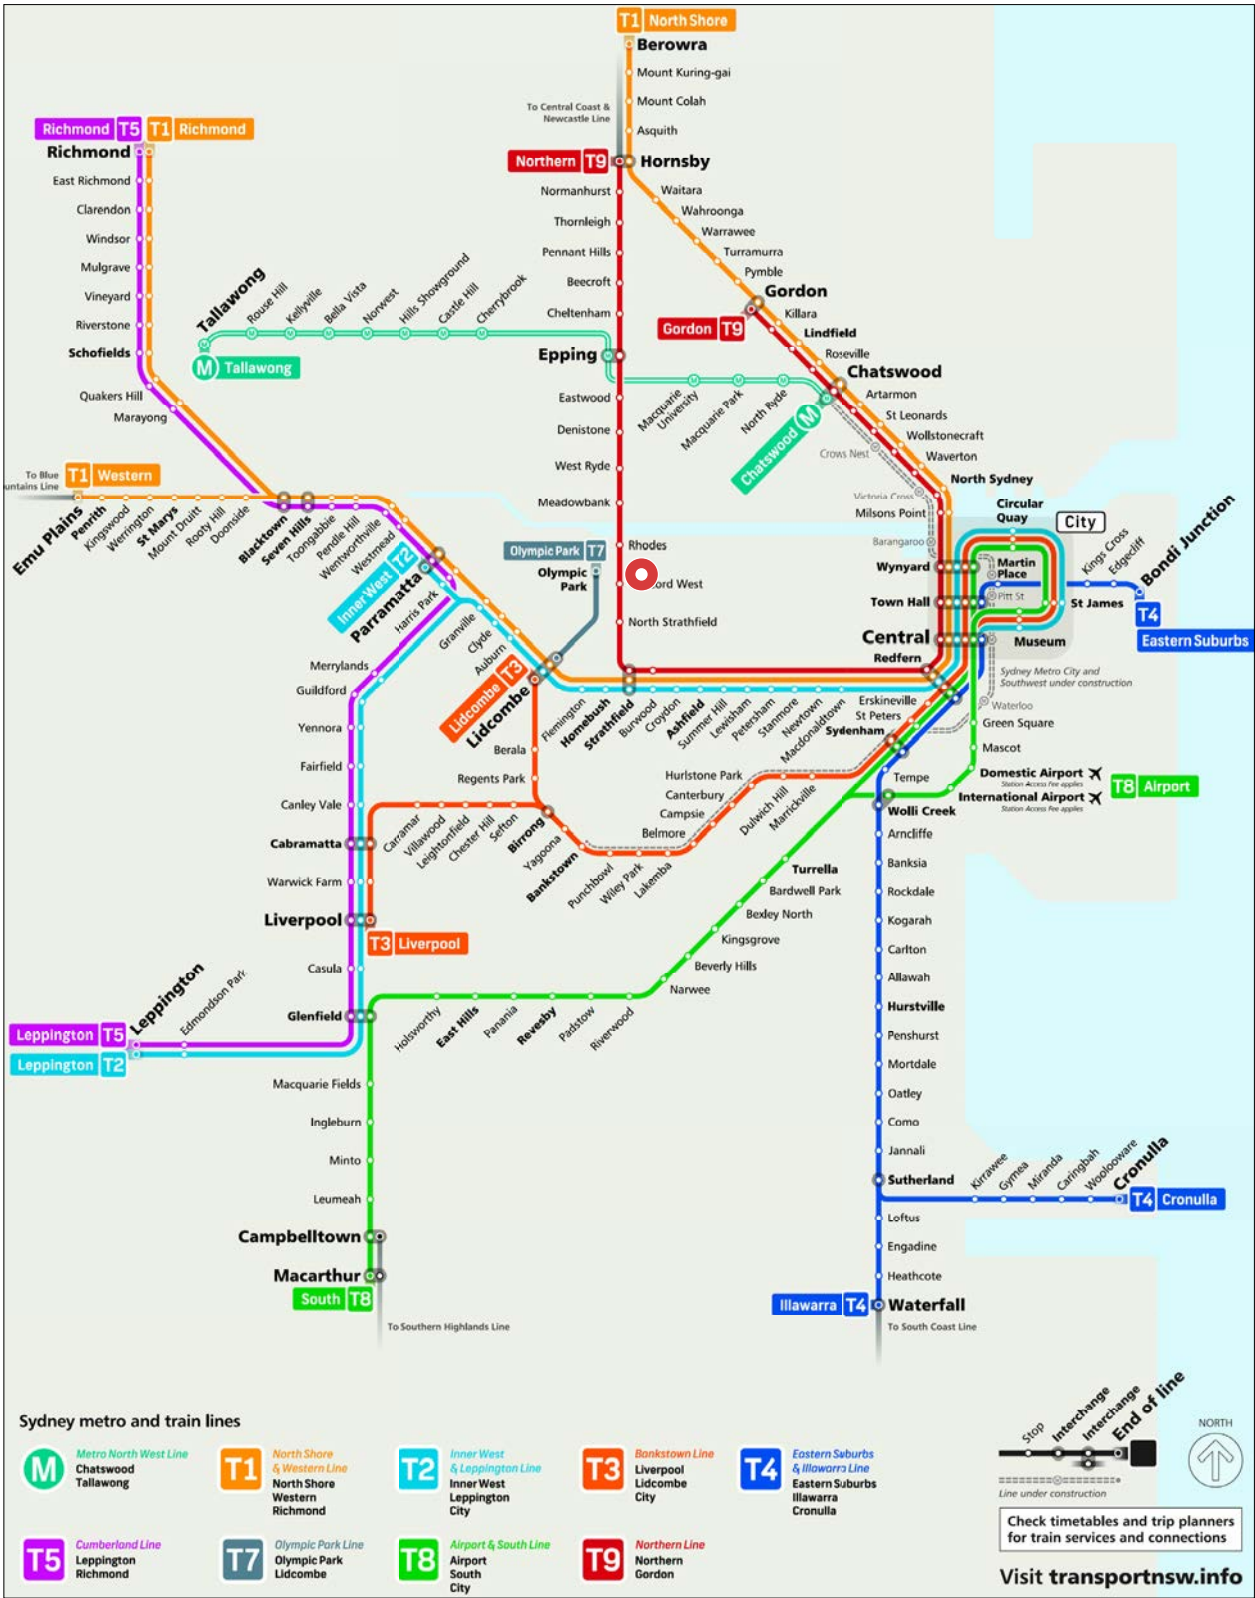 T1 North Shore
Berowra
Mount Kuring-gai
Mount Colah
Asquith
To Central Coast &
Newcastle Line
Northern T9
Hornsby
Richmond T5
T1 Richmond
Richmond
East Richmond
Clarendon
Windsor
Mulgrave
Vineyard
Riverstone
Schofields
Quakers Hill
Marayong
Normanhurst
Thornleigh
Pennant Hills
Beecroft
Cheltenham
Epping
Eastwood
Denistone
West Ryde
Meadowbank
Rhodes
North Strathfield
Waitara
Wahroonga
Warrawee
Turramurra
Pymble
Gordon
Gordon T9
Killara
Lindfield
Roseville
Chatswood
Artarmon
St Leonards
Wollstonecraft
Waverton
North Sydney
Milsons Point
Tallawong
Rouse Hill
Kellyville
Bella Vista
Norwest
Hills Showground
Castle Hill
Cherrybrook
M Tallawong
Macquarie
University
Macquarie Park
North Ryde
Chatswood M
Crows Nest
Victoria Cross
Barangaroo
To Blue
untains Line
T1 Western
Emu Plains
Penrith
Kingswood
Werrington
St Marys
Mount Druitt
Rooty Hill
Doonside
Blacktown
Seven Hills
Toongabbie
Pendle Hill
Wentworthville
Westmead
Inner West T2
Parramatta
Harris Park
Granville
Clyde
Auburn
Olympic Park T7
Olympic
Park
Lidcombe T3
Lidcombe
Flemington
Homebush
Strathfield
Burwood
Croydon
Ashfield
Summer Hill
Lewisham
Petersham
Stanmore
Newtown
Macdonaldtown
Circular
Quay
City
Wynyard
Martin
Place
Town Hall
Pitt St
St James
Central
Museum
Redfern
Kings Cross
Edgecliff
Bondi Junction
T4
Eastern Suburbs
Sydney Metro City and
Southwest under construction
Waterloo
Erskineville
St Peters
Sydenham
Green Square
Mascot
Domestic Airport
Station Access Fee applies
International Airport
Station Access Fee applies
T8 Airport
Tempe
Wolli Creek
Merrylands
Guildford
Yennora
Fairfield
Canley Vale
Cabramatta
Warwick Farm
Liverpool
T3 Liverpool
Casula
Glenfield
Berala
Regents Park
Birrong
Carramar
Villawood
Leightonfield
Chester Hill
Sefton
Yagoona
Bankstown
Punchbowl
Wiley Park
Lakemba
Belmore
Campsie
Canterbury
Hurlstone Park
Dulwich Hill
Marrickville
Turrella
Bardwell Park
Bexley North
Kingsgrove
Beverly Hills
Narwee
Riverwood
Padstow
Revesby
Panania
East Hills
Holsworthy
Leppington
Edmondson Park
Leppington T5
Leppington T2
Macquarie Fields
Ingleburn
Minto
Leumeah
Campbelltown
Macarthur
South T8
To Southern Highlands Line
Arncliffe
Banksia
Rockdale
Kogarah
Carlton
Allawah
Hurstville
Penshurst
Mortdale
Oatley
Como
Jannali
Sutherland
Kirrawee
Gymea
Miranda
Caringbah
Woolooware
Cronulla
T4 Cronulla
Loftus
Engadine
Heathcote
Illawarra T4
Waterfall
To South Coast Line
Sydney metro and train lines
M
Metro North West Line
Chatswood
Tallawong
T1
North Shore
& Western Line
North Shore
Western
Richmond
T2
Inner West
& Leppington Line
Inner West
Leppington
City
T3
Bankstown Line
Liverpool
Lidcombe
City
T4
Eastern Suburbs
& Illawarra Line
Eastern Suburbs
Illawarra
Cronulla
T5
Cumberland Line
Leppington
Richmond
T7
Olympic Park Line
Olympic Park
Lidcombe
T8
Airport & South Line
Airport
South
City
T9
Northern Line
Northern
Gordon
Stop
Interchange
Interchange
End of line
Line under construction
NORTH
Check timetables and trip planners
for train services and connections
Visit transportnsw.info